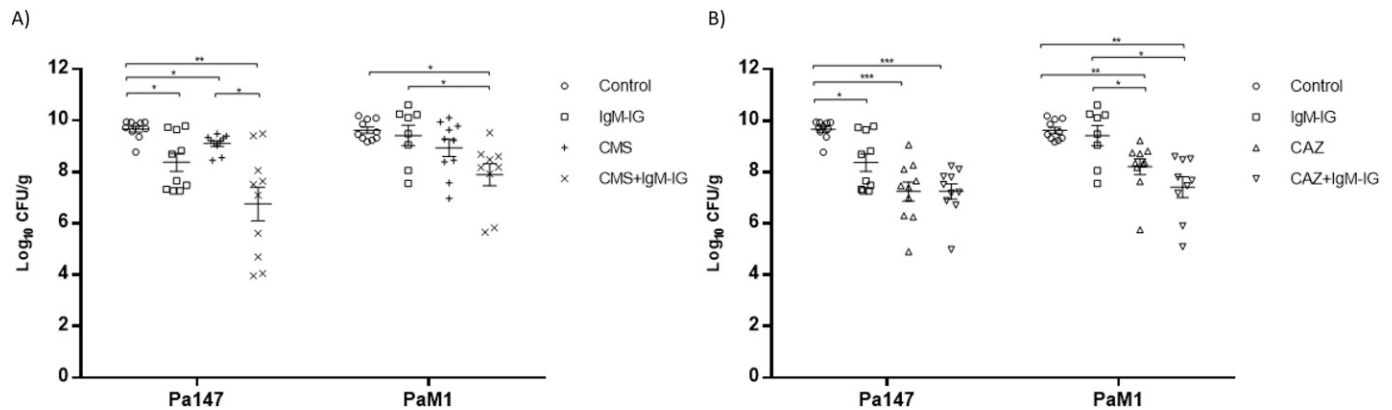 A)
**
*
*
*
*
*
12
10
8
6
4
2
0
Log10 CFU/g
Pa147
PaM1
Control
IgM-IG
CMS
CMS+IgM-IG
B)
***
***
*
**
*
**
*
12
10
8
6
4
2
0
Log10 CFU/g
Pa147
PaM1
Control
IgM-IG
CAZ
CAZ+IgM-IG